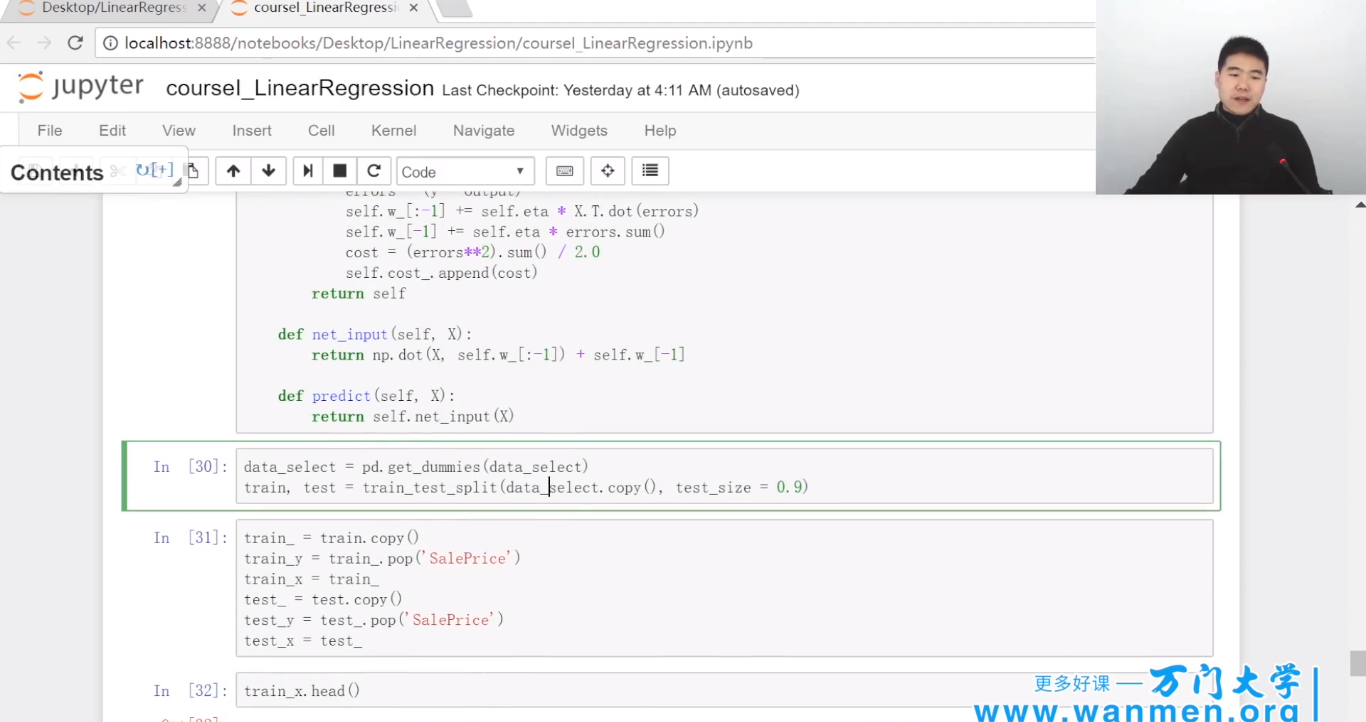 Desktop/LinearRegress
courseI_LinearRegressi
localhost:8888/notebooks/Desktop/LinearRegression/courseI_LinearRegression.ipynb
jupyter courseI_LinearRegression Last Checkpoint: Yesterday at 4:11 AM (autosaved)
File Edit View Insert Cell Kernel Navigate Widgets Help
Contents ↻[+] Code
errors = (y - output)
self.w_[:-1] += self.eta * X.T.dot(errors)
self.w_[-1] += self.eta * errors.sum()
cost = (errors**2).sum() / 2.0
self.cost_.append(cost)
return self
def net_input(self, X):
return np.dot(X, self.w_[:-1]) + self.w_[-1]
def predict(self, X):
return self.net_input(X)
In [30]: data_select = pd.get_dummies(data_select)
train, test = train_test_split(data_select.copy(), test_size = 0.9)
In [31]: train_ = train.copy()
train_y = train_.pop('SalePrice')
train_x = train_
test_ = test.copy()
test_y = test_.pop('SalePrice')
test_x = test_
In [32]: train_x.head()
更多好课 — 万门大学
www.wanmen.org